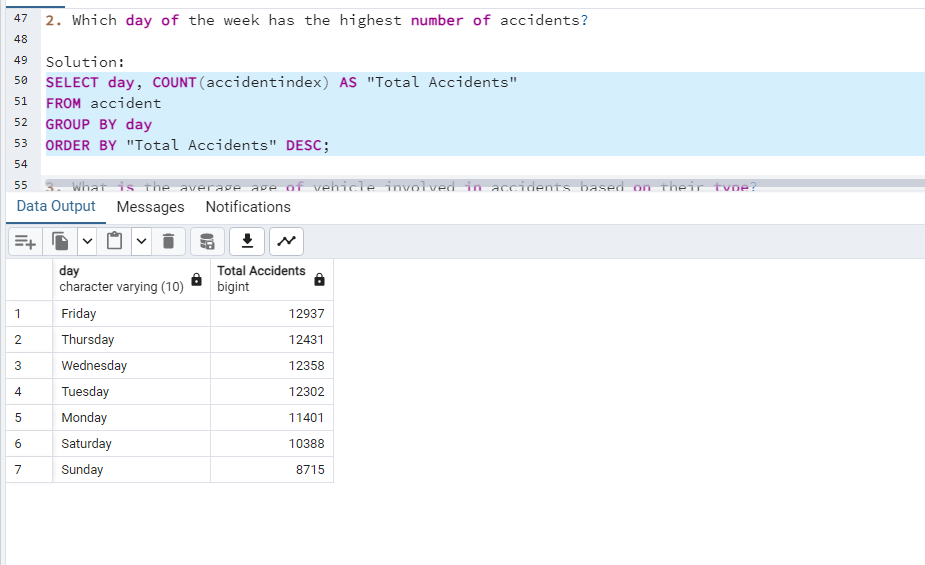 47 2. Which day of the week has the highest number of accidents?
48
49 Solution:
50 SELECT day, COUNT(accidentindex) AS "Total Accidents"
51 FROM accident
52 GROUP BY day
53 ORDER BY "Total Accidents" DESC;
54
55 3. What is the average age of vehicle involved in accidents based on their type?
Data Output Messages Notifications
day Total Accidents
character varying (10) bigint
1 Friday 12937
2 Thursday 12431
3 Wednesday 12358
4 Tuesday 12302
5 Monday 11401
6 Saturday 10388
7 Sunday 8715